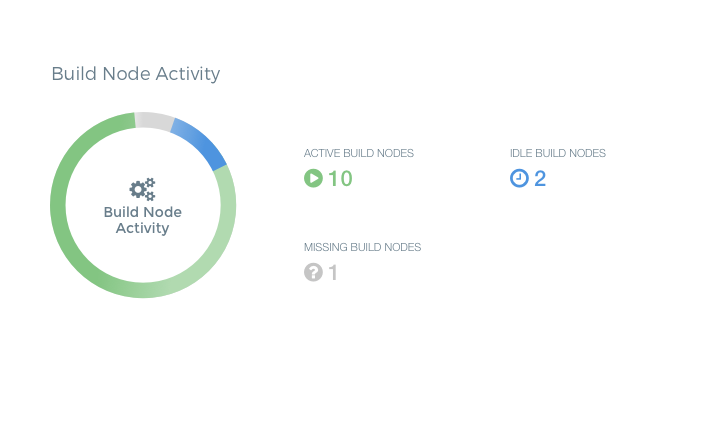 Build Node Activity
Build Node
Activity
ACTIVE BUILD NODES
10
IDLE BUILD NODES
2
MISSING BUILD NODES
1